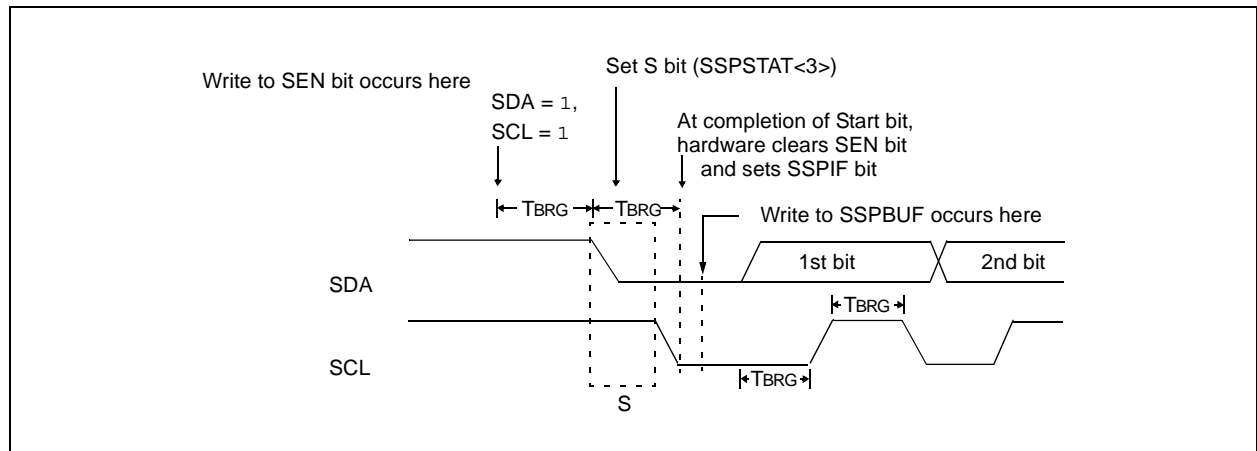 Write to SEN bit occurs here
Set S bit (SSPSTAT<3>)
SDA = 1,
SCL = 1
At completion of Start bit,
hardware clears SEN bit
and sets SSPIF bit
TBRG
TBRG
Write to SSPBUF occurs here
SDA
1st bit
2nd bit
TBRG
SCL
TBRG
S